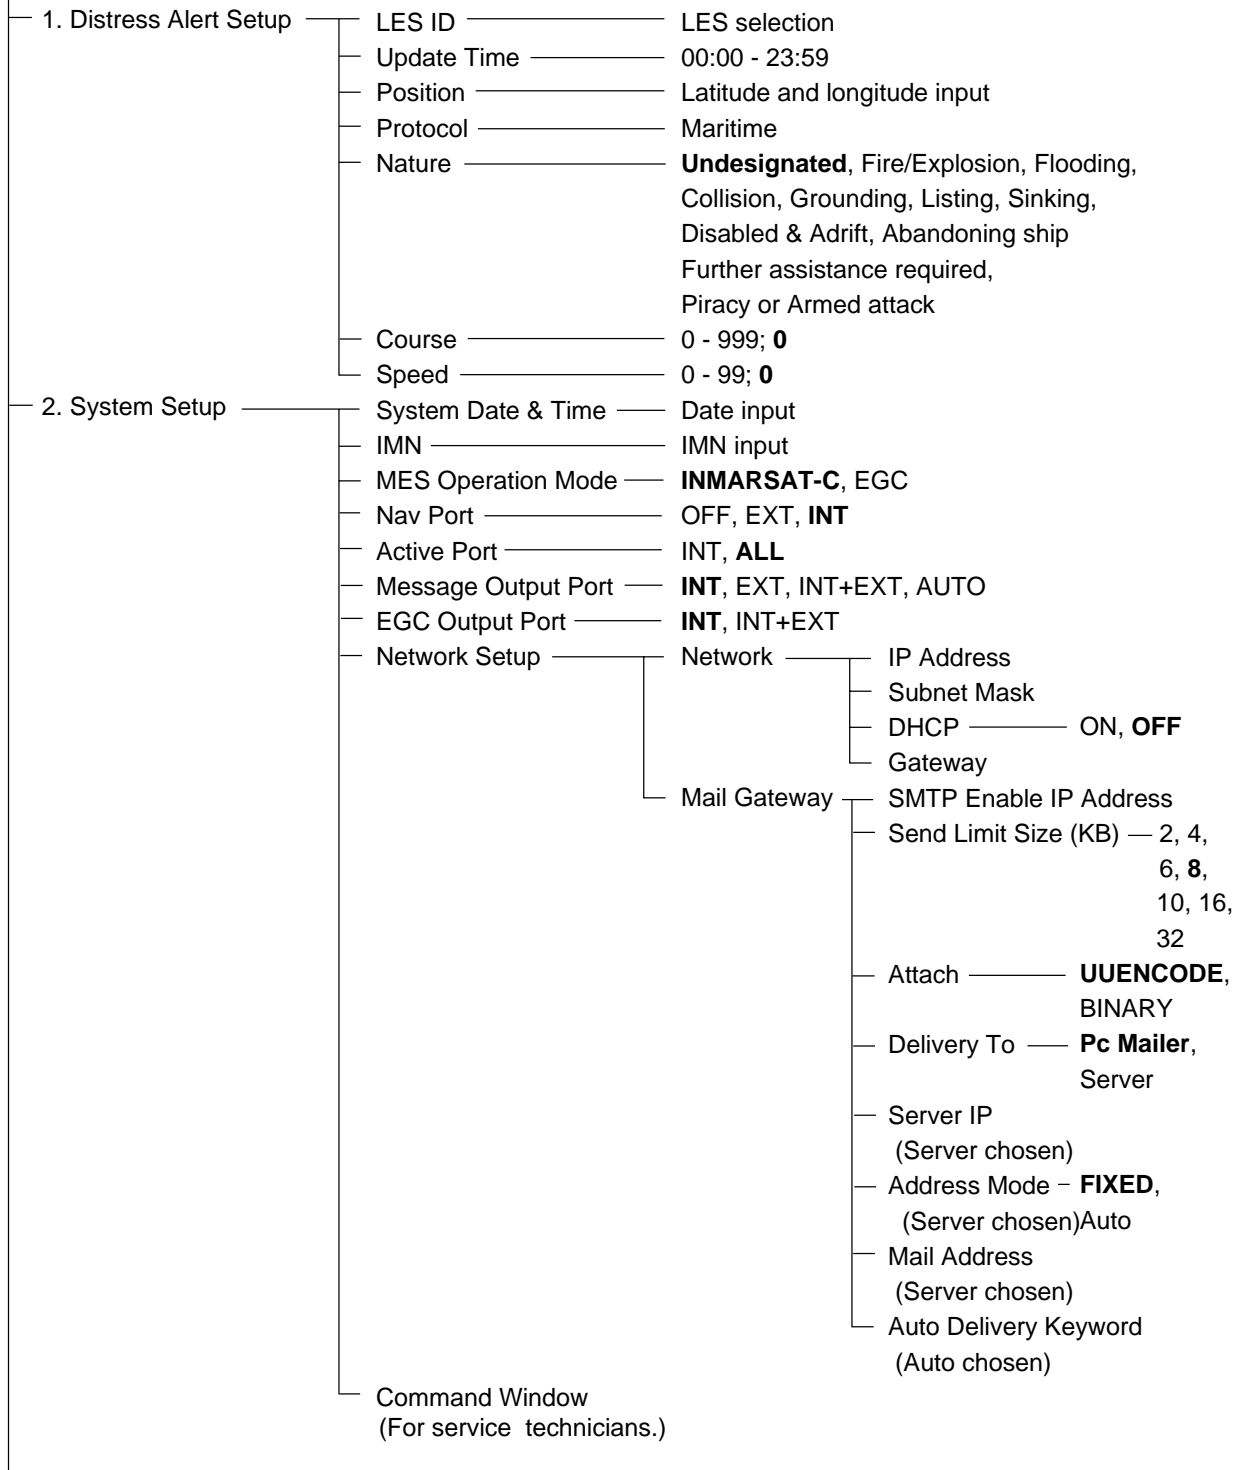 1. Distress Alert Setup LES ID LES selection
Update Time 00:00 - 23:59
Position Latitude and longitude input
Protocol Maritime
Nature Undesignated, Fire/Explosion, Flooding,
Collision, Grounding, Listing, Sinking,
Disabled & Adrift, Abandoning ship
Further assistance required,
Piracy or Armed attack
Course 0 - 999; 0
Speed 0 - 99; 0
2. System Setup System Date & Time Date input
IMN IMN input
MES Operation Mode INMARSAT-C, EGC
Nav Port OFF, EXT, INT
Active Port INT, ALL
Message Output Port INT, EXT, INT+EXT, AUTO
EGC Output Port INT, INT+EXT
Network Setup Network IP Address
Subnet Mask
DHCP ON, OFF
Gateway
Mail Gateway SMTP Enable IP Address
Send Limit Size (KB) 2, 4,
6, 8,
10, 16,
32
Attach UUENCODE,
BINARY
Delivery To Pc Mailer,
Server
Server IP
(Server chosen)
Address Mode FIXED,
(Server chosen)Auto
Mail Address
(Server chosen)
Auto Delivery Keyword
(Auto chosen)
Command Window
(For service technicians.)